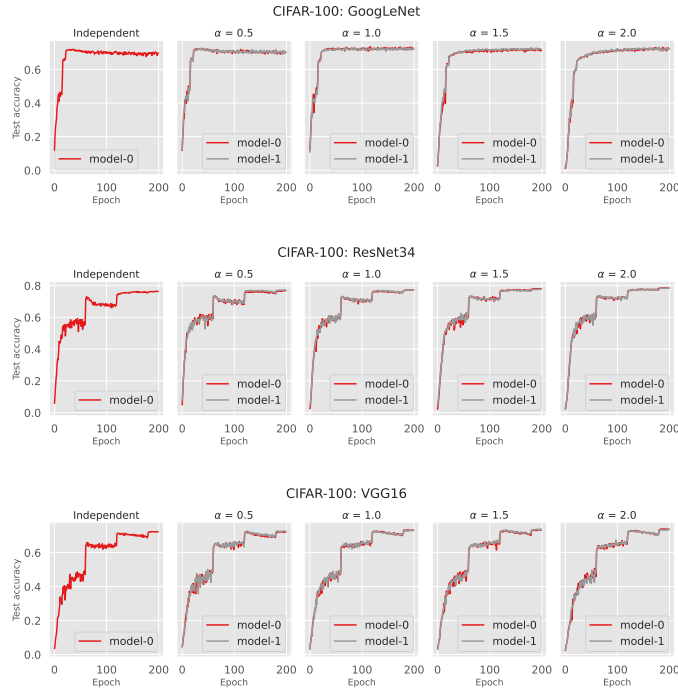 CIFAR-100: GoogLeNet
Independent α = 0.5 α = 1.0 α = 1.5 α = 2.0
Test accuracy
0.6
0.4
0.2
0.0
model-0 model-0 model-0 model-0 model-0
model-1 model-1 model-1 model-1
0 100 200 0 100 200 0 100 200 0 100 200 0 100 200
Epoch Epoch Epoch Epoch Epoch
CIFAR-100: ResNet34
Independent α = 0.5 α = 1.0 α = 1.5 α = 2.0
Test accuracy
0.8
0.6
0.4
0.2
0.0
model-0 model-0 model-0 model-0 model-0
model-1 model-1 model-1 model-1
0 100 200 0 100 200 0 100 200 0 100 200 0 100 200
Epoch Epoch Epoch Epoch Epoch
CIFAR-100: VGG16
Independent α = 0.5 α = 1.0 α = 1.5 α = 2.0
Test accuracy
0.6
0.4
0.2
0.0
model-0 model-0 model-0 model-0 model-0
model-1 model-1 model-1 model-1
0 100 200 0 100 200 0 100 200 0 100 200 0 100 200
Epoch Epoch Epoch Epoch Epoch